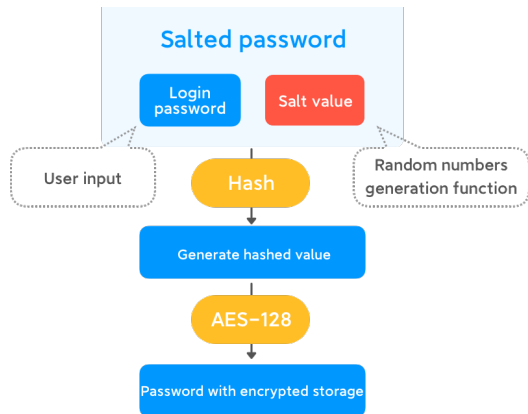 Salted password
Login
password
Salt value
User input
Random numbers
generation function
Hash
Generate hashed value
AES-128
Password with encrypted storage